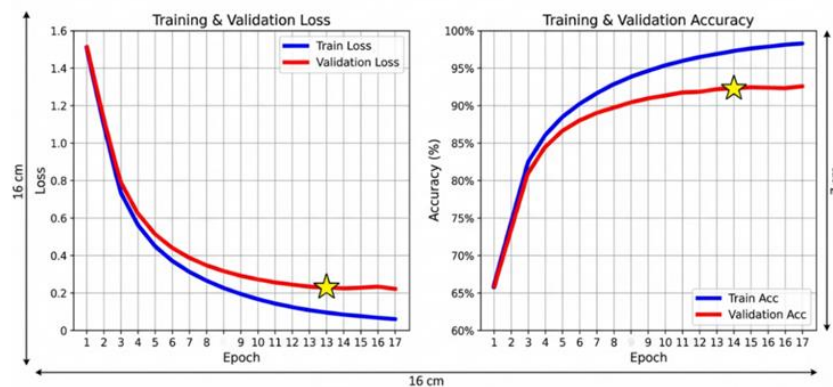 Training & Validation Loss
Train Loss
Validation Loss
1.6
1.4
1.2
1.0
0.8
0.6
0.4
0.2
0
Loss
1 2 3 4 5 6 7 8 10 11 11 12 13 13 14 15 16 17
Epoch
16 cm
Training & Validation Accuracy
100%
95%
90%
85%
80%
75%
70%
65%
60%
Accuracy (%)
Train Acc
Validation Acc
1 2 3 4 5 6 7 8 10 11 11 12 13 14 15 16 16 17
Epoch
16 cm